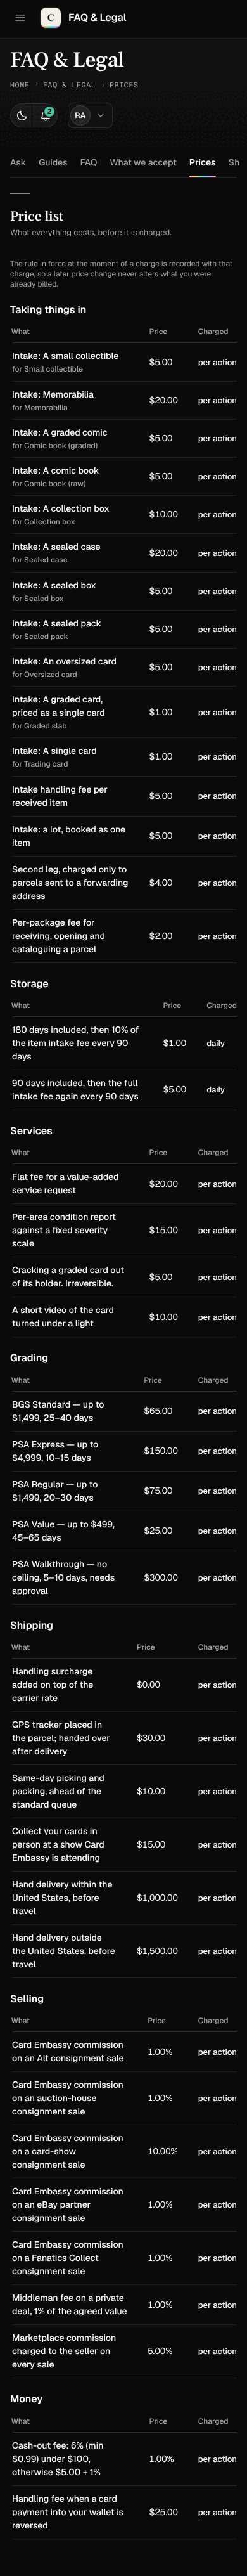 C FAQ & Legal
FAQ & Legal
HOME › FAQ & LEGAL › PRICES
2
RA
Ask Guides FAQ What we accept Prices Sh
Price list
What everything costs, before it is charged.
The rule in force at the moment of a charge is recorded with that
charge, so a later price change never alters what you were
already billed.
Taking things in
What Price Charged
Intake: A small collectible
for Small collectible
$5.00 per action
Intake: Memorabilia
for Memorabilia
$20.00 per action
Intake: A graded comic
for Comic book (graded)
$5.00 per action
Intake: A comic book
for Comic book (raw)
$5.00 per action
Intake: A collection box
for Collection box
$10.00 per action
Intake: A sealed case
for Sealed case
$20.00 per action
Intake: A sealed box
for Sealed box
$5.00 per action
Intake: A sealed pack
for Sealed pack
$5.00 per action
Intake: An oversized card
for Oversized card
$5.00 per action
Intake: A graded card,
priced as a single card
for Graded slab
$1.00 per action
Intake: A single card
for Trading card
$1.00 per action
Intake handling fee per
received item
$5.00 per action
Intake: a lot, booked as one
item
$5.00 per action
Second leg, charged only to
parcels sent to a forwarding
address
$4.00 per action
Per-package fee for
receiving, opening and
cataloguing a parcel
$2.00 per action
Storage
What Price Charged
180 days included, then 10% of
the item intake fee every 90
days
$1.00 daily
90 days included, then the full
intake fee again every 90 days
$5.00 daily
Services
What Price Charged
Flat fee for a value-added
service request
$20.00 per action
Per-area condition report
against a fixed severity
scale
$15.00 per action
Cracking a graded card out
of its holder. Irreversible.
$5.00 per action
A short video of the card
turned under a light
$10.00 per action
Grading
What Price Charged
BGS Standard — up to
$1,499, 25–40 days
$65.00 per action
PSA Express — up to
$4,999, 10–15 days
$150.00 per action
PSA Regular — up to
$1,499, 20–30 days
$75.00 per action
PSA Value — up to $499,
45–65 days
$25.00 per action
PSA Walkthrough — no
ceiling, 5–10 days, needs
approval
$300.00 per action
Shipping
What Price Charged
Handling surcharge
added on top of the
carrier rate
$0.00 per action
GPS tracker placed in
the parcel; handed over
after delivery
$30.00 per action
Same-day picking and
packing, ahead of the
standard queue
$10.00 per action
Collect your cards in
person at a show Card
Embassy is attending
$15.00 per action
Hand delivery within the
United States, before
travel
$1,000.00 per action
Hand delivery outside
the United States, before
travel
$1,500.00 per action
Selling
What Price Charged
Card Embassy commission
on an Alt consignment sale
1.00% per action
Card Embassy commission
on an auction-house
consignment sale
1.00% per action
Card Embassy commission
on a card-show
consignment sale
10.00% per action
Card Embassy commission
on an eBay partner
consignment sale
1.00% per action
Card Embassy commission
on a Fanatics Collect
consignment sale
1.00% per action
Middleman fee on a private
deal, 1% of the agreed value
1.00% per action
Marketplace commission
charged to the seller on
every sale
5.00% per action
Money
What Price Charged
Cash-out fee: 6% (min
$0.99) under $100,
otherwise $5.00 + 1%
1.00% per action
Handling fee when a card
payment into your wallet is
reversed
$25.00 per action